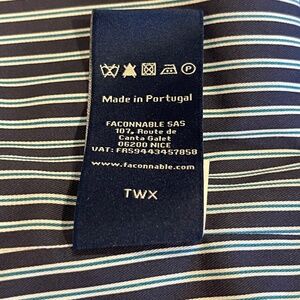 Made in Portugal
FACONNABLE SAS
107, Route de
Canta Galet
06200 NICE
VAT: FR59443457858
www.faconnable.com
TWX